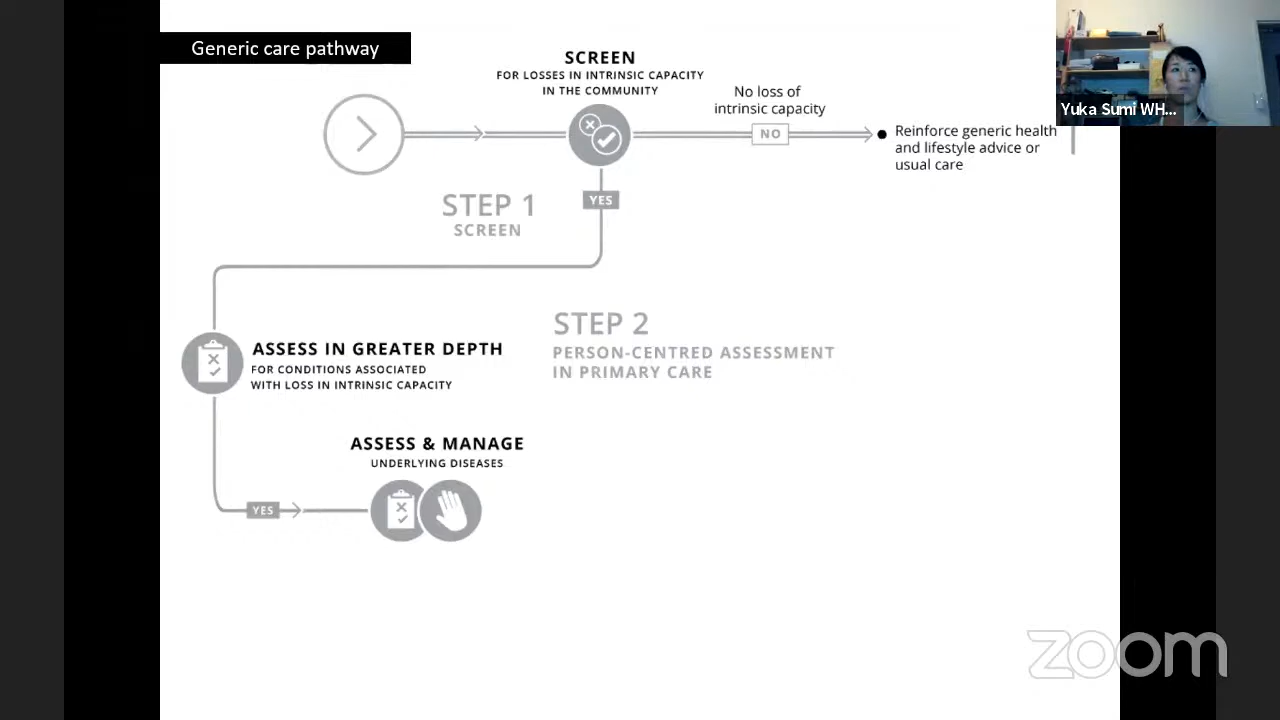 Generic care pathway
SCREEN
FOR LOSSES IN INTRINSIC CAPACITY
IN THE COMMUNITY
No loss of
intrinsic capacity
NO
Reinforce generic health
and lifestyle advice or
usual care
Yuka Sumi WH...
YES
STEP 1
SCREEN
STEP 2
PERSON-CENTRED ASSESSMENT
IN PRIMARY CARE
ASSESS IN GREATER DEPTH
FOR CONDITIONS ASSOCIATED
WITH LOSS IN INTRINSIC CAPACITY
ASSESS & MANAGE
UNDERLYING DISEASES
YES
zoom